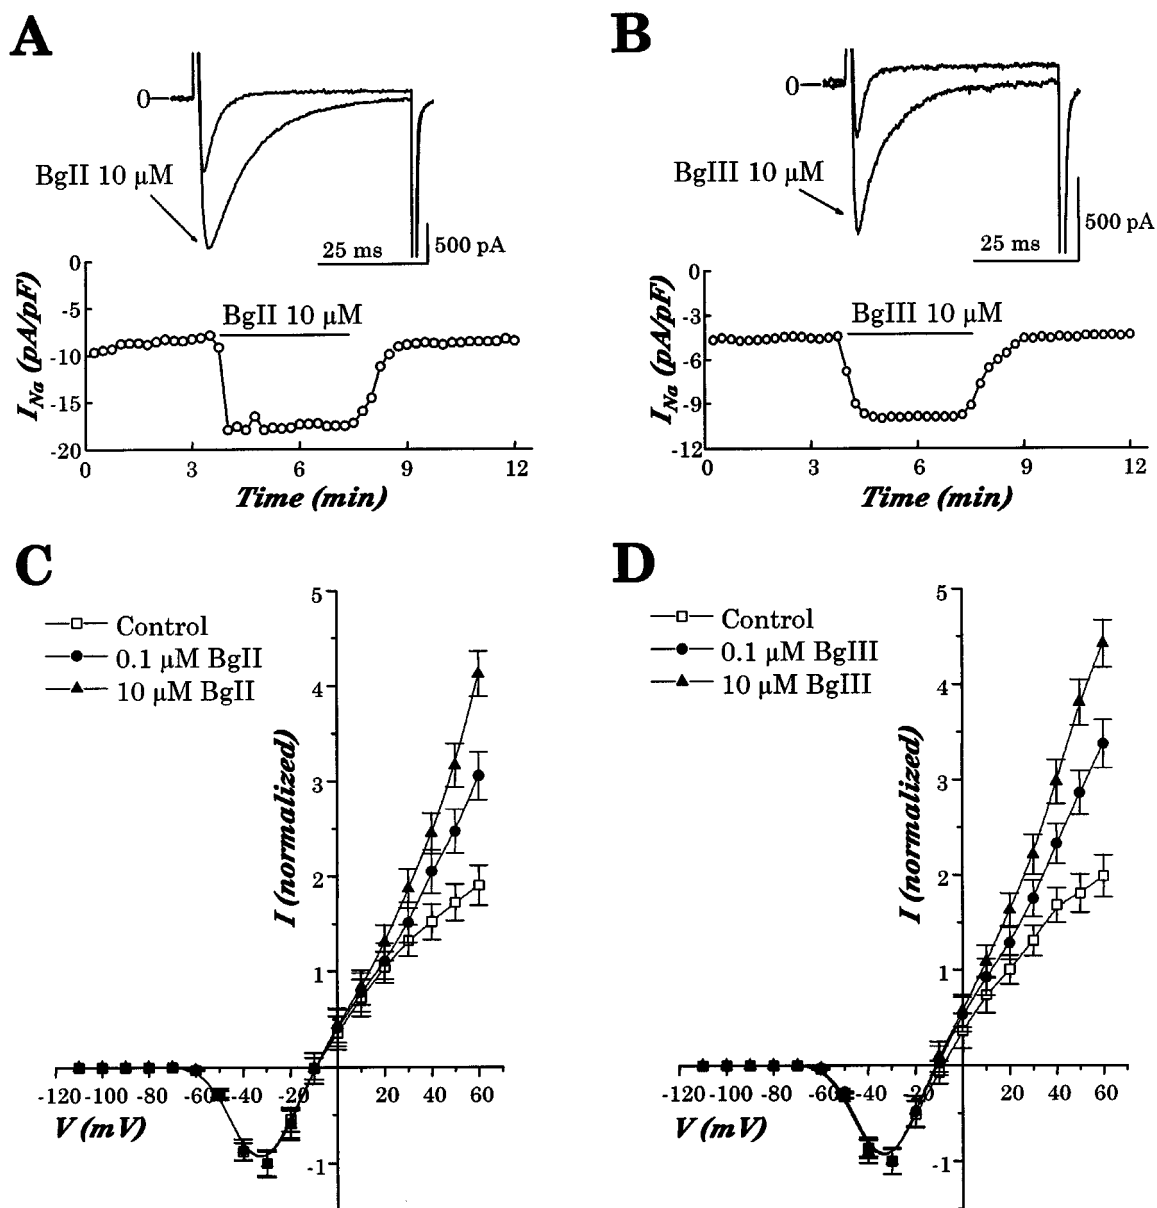 A
0
BgII 10 μM
25 ms
500 pA
0
-5
-10
-15
-20
I_Na (pA/pF)
BgII 10 μM
0 3 6 9 12
Time (min)
B
0
BgIII 10 μM
25 ms
500 pA
0
-3
-6
-9
-12
I_Na (pA/pF)
BgIII 10 μM
0 3 6 9 12
Time (min)
C
Control
0.1 μM BgII
10 μM BgII
I (normalized)
5
4
3
2
1
-1
-120 -100 -80 -60 -40 -20 20 40 60
V (mV)
D
Control
0.1 μM BgIII
10 μM BgIII
I (normalized)
5
4
3
2
1
-1
-120 -100 -80 -60 -40 -20 20 40 60
V (mV)